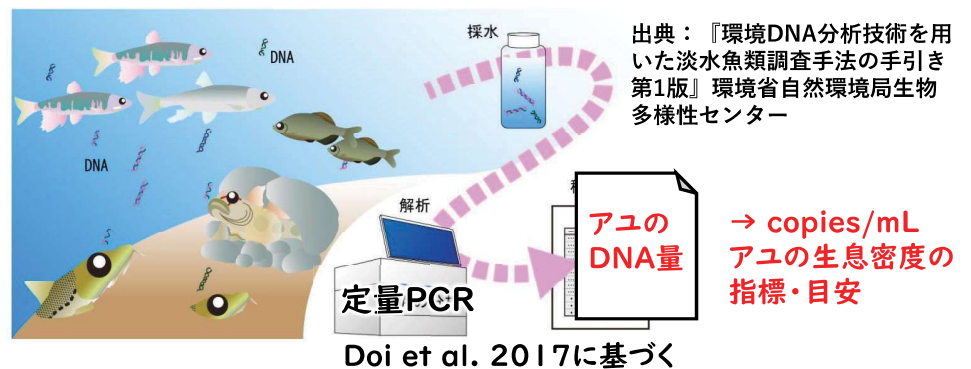 採水
DNA
DNA
解析
定量PCR
アユの
DNA量
→ copies/mL
アユの生息密度の
指標・目安
出典：『環境DNA分析技術を用
いた淡水魚類調査手法の手引き
第1版』環境省自然環境局生物
多様性センター
Doi et al. 2017に基づく